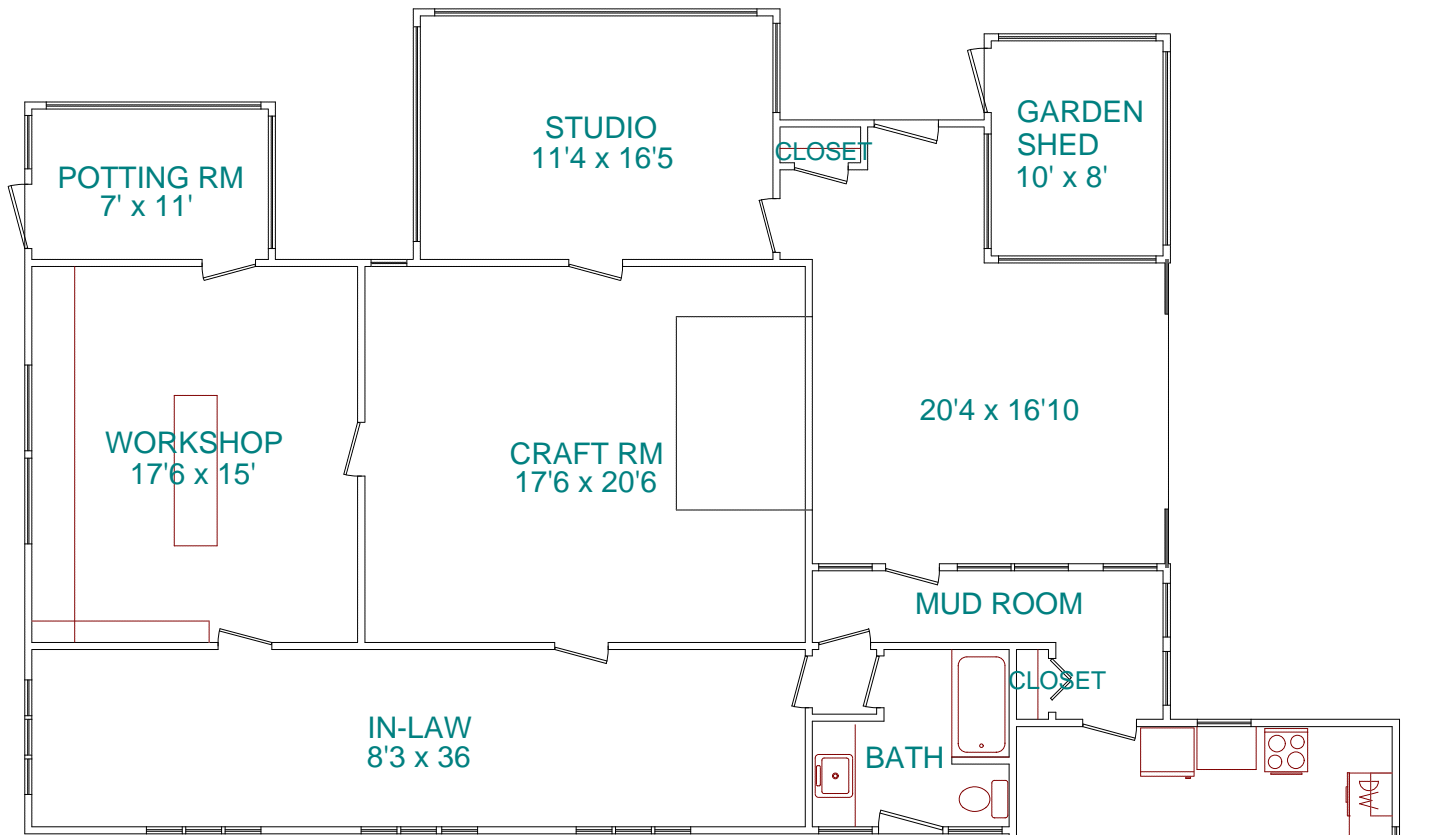 STUDIO
11'4 x 16'5
CLOSET
GARDEN
SHED
10' x 8'
POTTING RM
7' x 11'
WORKSHOP
17'6 x 15'
CRAFT RM
17'6 x 20'6
20'4 x 16'10
MUD ROOM
CLOSET
IN-LAW
8'3 x 36
BATH
DW